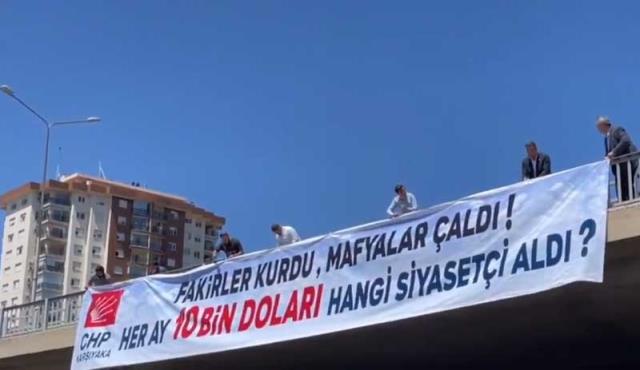 FAKİRLER KURDU, MAFYALAR ÇALDI!
HER AY 10 BİN DOLARI HANGİ SİYASETÇİ ALDI?
CHP
KARŞIYAKA